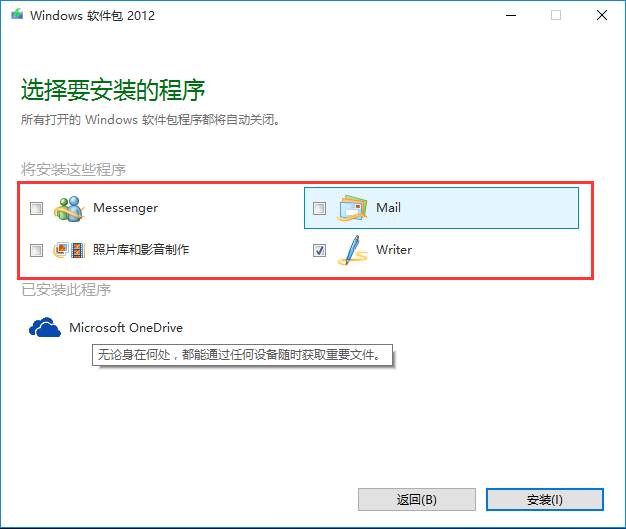 Windows 软件包 2012
选择要安装的程序
所有打开的 Windows 软件包程序都将自动关闭。
将安装这些程序
Messenger
Mail
照片库和影音制作
Writer
已安装此程序
Microsoft OneDrive
无论身在何处，都能通过任何设备随时获取重要文件。
返回(B)
安装(I)